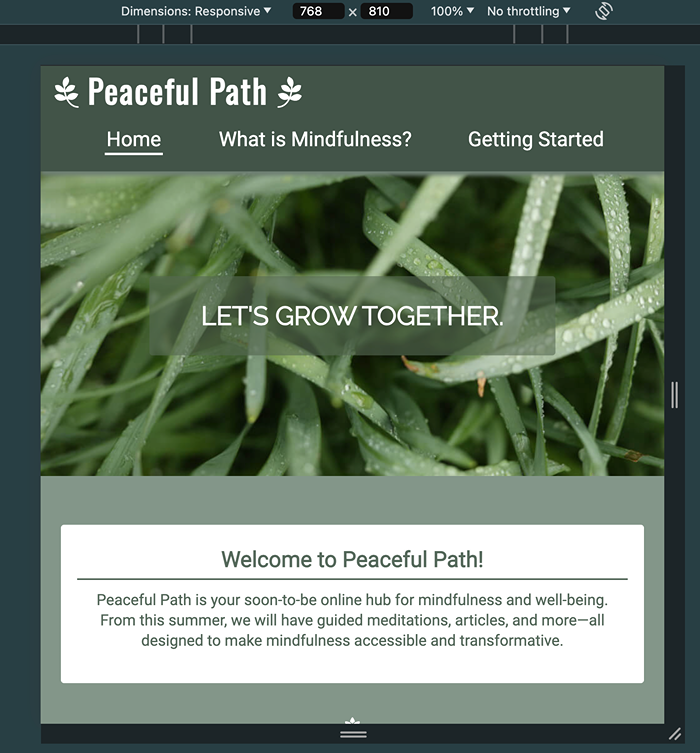 Dimensions: Responsive 768 × 810 100% No throttling
Peaceful Path
Home What is Mindfulness? Getting Started
LET'S GROW TOGETHER.
Welcome to Peaceful Path!
Peaceful Path is your soon-to-be online hub for mindfulness and well-being.
From this summer, we will have guided meditations, articles, and more—all
designed to make mindfulness accessible and transformative.